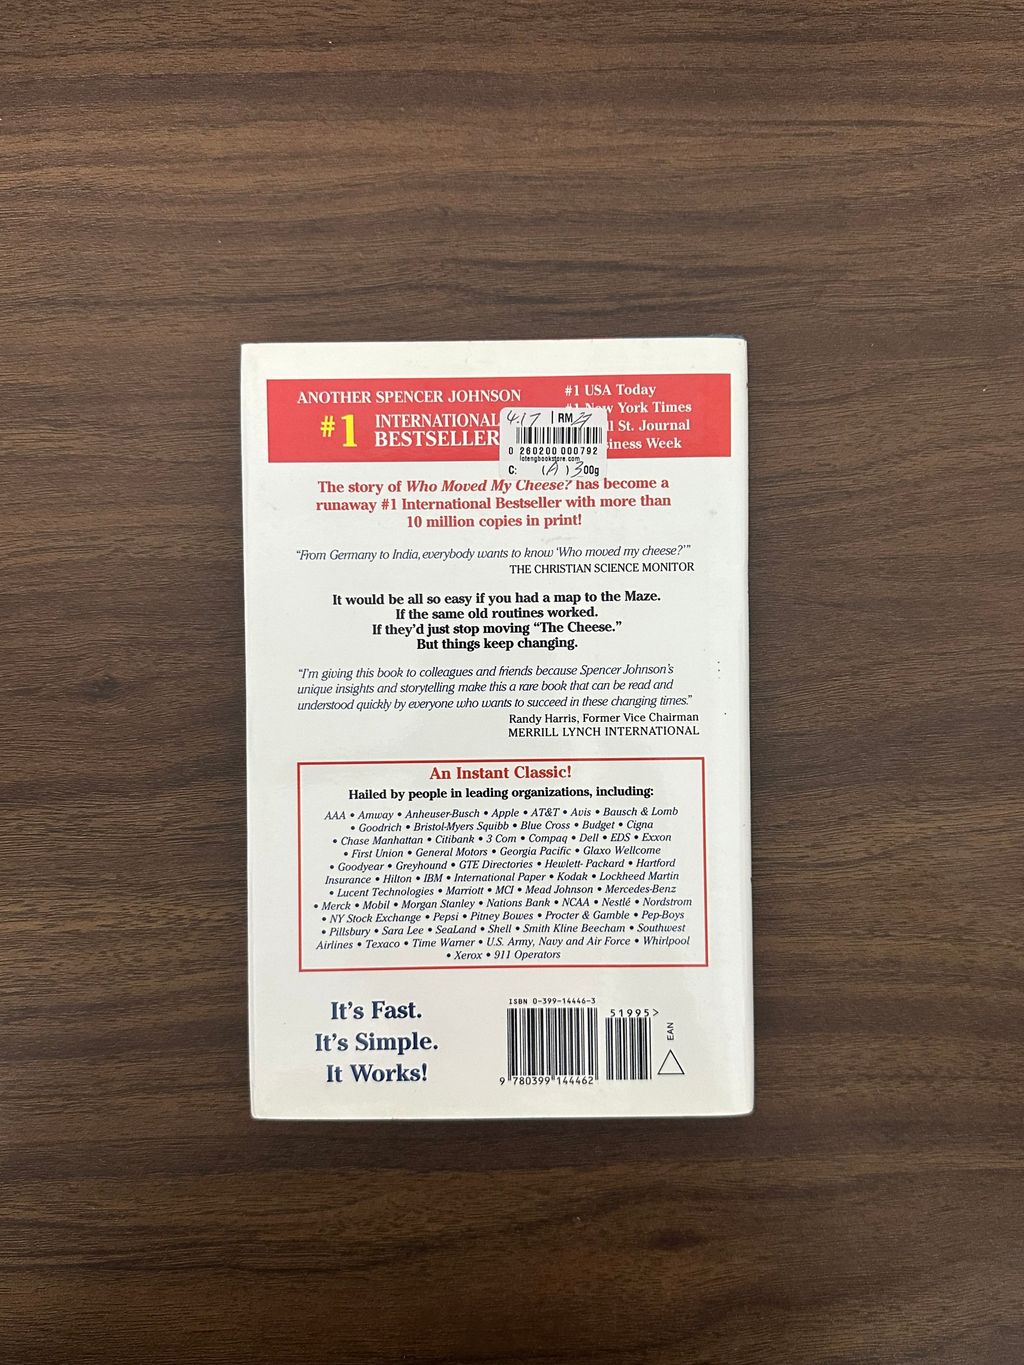 ANOTHER SPENCER JOHNSON
#1 INTERNATIONAL
BESTSELLER
#1 USA Today
York Times
St. Journal
Week
4.17 RM 27
0 260200 000792
lotengbookstore.com
C: (A) 300g
The story of Who Moved My Cheese? has become a
runaway #1 International Bestseller with more than
10 million copies in print!
“From Germany to India, everybody wants to know ‘Who moved my cheese?’”
THE CHRISTIAN SCIENCE MONITOR
It would be all so easy if you had a map to the Maze.
If the same old routines worked.
If they’d just stop moving “The Cheese.”
But things keep changing.
“I’m giving this book to colleagues and friends because Spencer Johnson’s
unique insights and storytelling make this a rare book that can be read and
understood quickly by everyone who wants to succeed in these changing times.”
Randy Harris, Former Vice Chairman
MERRILL LYNCH INTERNATIONAL
An Instant Classic!
Hailed by people in leading organizations, including:
AAA • Amway • Anheuser-Busch • Apple • AT&T • Avis • Bausch & Lomb
• Goodrich • Bristol-Myers Squibb • Blue Cross • Budget • Cigna
• Chase Manhattan • Citibank • 3 Com • Compaq • Dell • EDS • Exxon
• First Union • General Motors • Georgia Pacific • Glaxo Wellcome
• Goodyear • Greyhound • GTE Directories • Hewlett- Packard • Hartford
Insurance • Hilton • IBM • International Paper • Kodak • Lockheed Martin
• Lucent Technologies • Marriott • MCI • Mead Johnson • Mercedes-Benz
• Merck • Mobil • Morgan Stanley • Nations Bank • NCAA • Nestlé • Nordstrom
• NY Stock Exchange • Pepsi • Pitney Bowes • Procter & Gamble • Pep-Boys
• Pillsbury • Sara Lee • SeaLand • Shell • Smith Kline Beecham • Southwest
Airlines • Texaco • Time Warner • U.S. Army, Navy and Air Force • Whirlpool
• Xerox • 911 Operators
It’s Fast.
It’s Simple.
It Works!
ISBN 0-399-14446-3
51995>
9 780399 144462
EAN